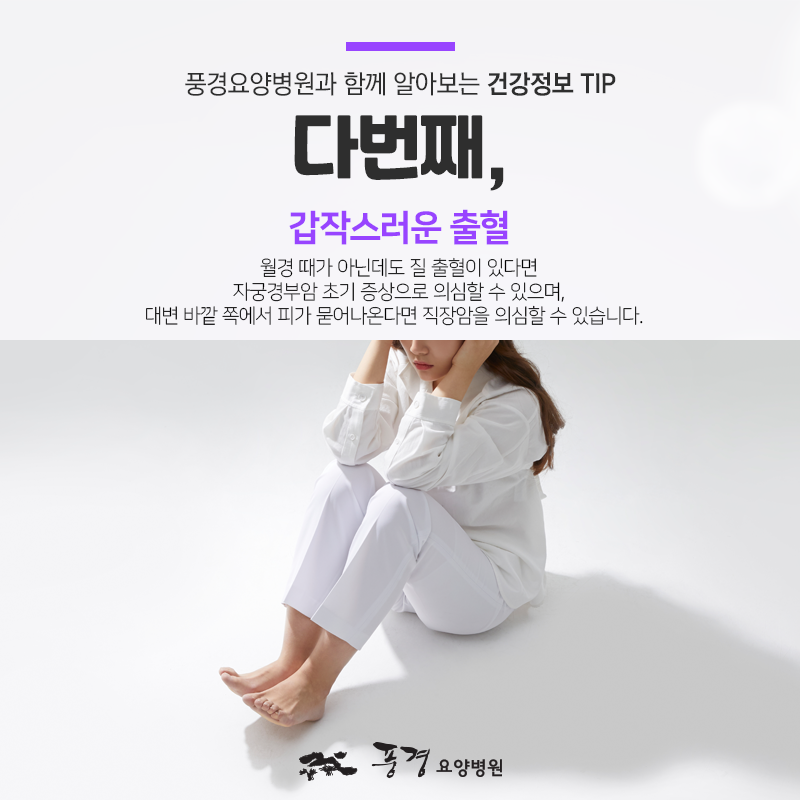 풍경요양병원과 함께 알아보는 건강정보 TIP
다번째,
갑작스러운 출혈
월경 때가 아닌데도 질 출혈이 있다면
자궁경부암 초기 증상으로 의심할 수 있으며,
대변 바깥 쪽에서 피가 묻어나온다면 직장암을 의심할 수 있습니다.
풍경 요양병원